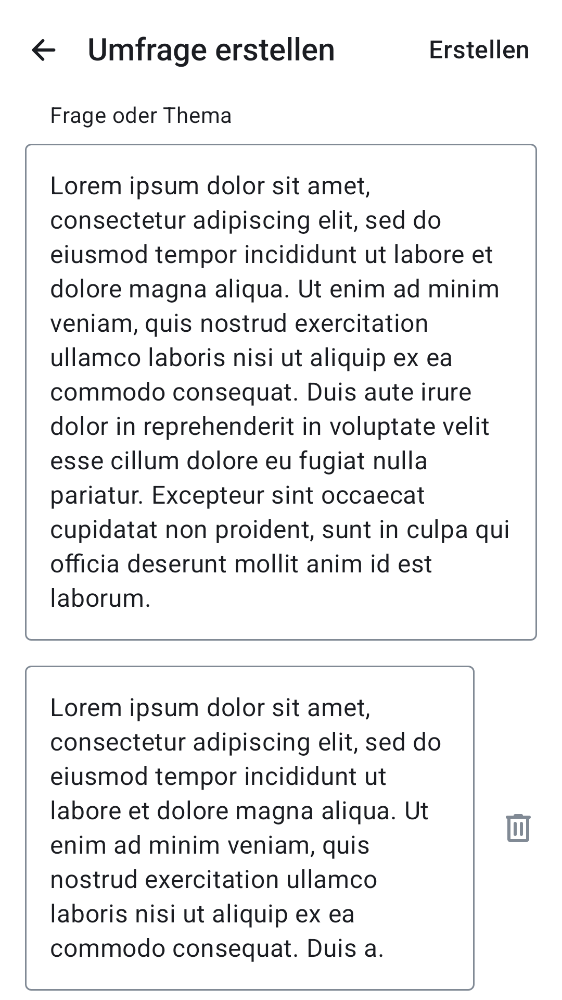 Umfrage erstellen
Erstellen
Frage oder Thema
Lorem ipsum dolor sit amet,
consectetur adipiscing elit, sed do
eiusmod tempor incididunt ut labore et
dolore magna aliqua. Ut enim ad minim
veniam, quis nostrud exercitation
ullamco laboris nisi ut aliquip ex ea
commodo consequat. Duis aute irure
dolor in reprehenderit in voluptate velit
esse cillum dolore eu fugiat nulla
pariatur. Excepteur sint occaecat
cupidatat non proident, sunt in culpa qui
officia deserunt mollit anim id est
laborum.
Lorem ipsum dolor sit amet,
consectetur adipiscing elit, sed do
eiusmod tempor incididunt ut
labore et dolore magna aliqua. Ut
enim ad minim veniam, quis
nostrud exercitation ullamco
laboris nisi ut aliquip ex ea
commodo consequat. Duis a.